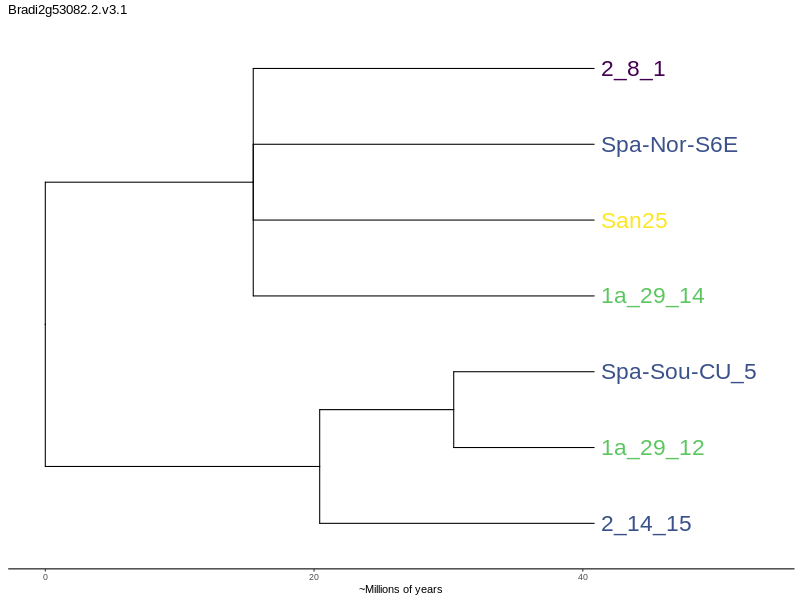 Bradi2g53082.2.v3.1
2_8_1
Spa-Nor-S6E
San25
1a_29_14
Spa-Sou-CU_5
1a_29_12
2_14_15
0 20 40
~Millions of years